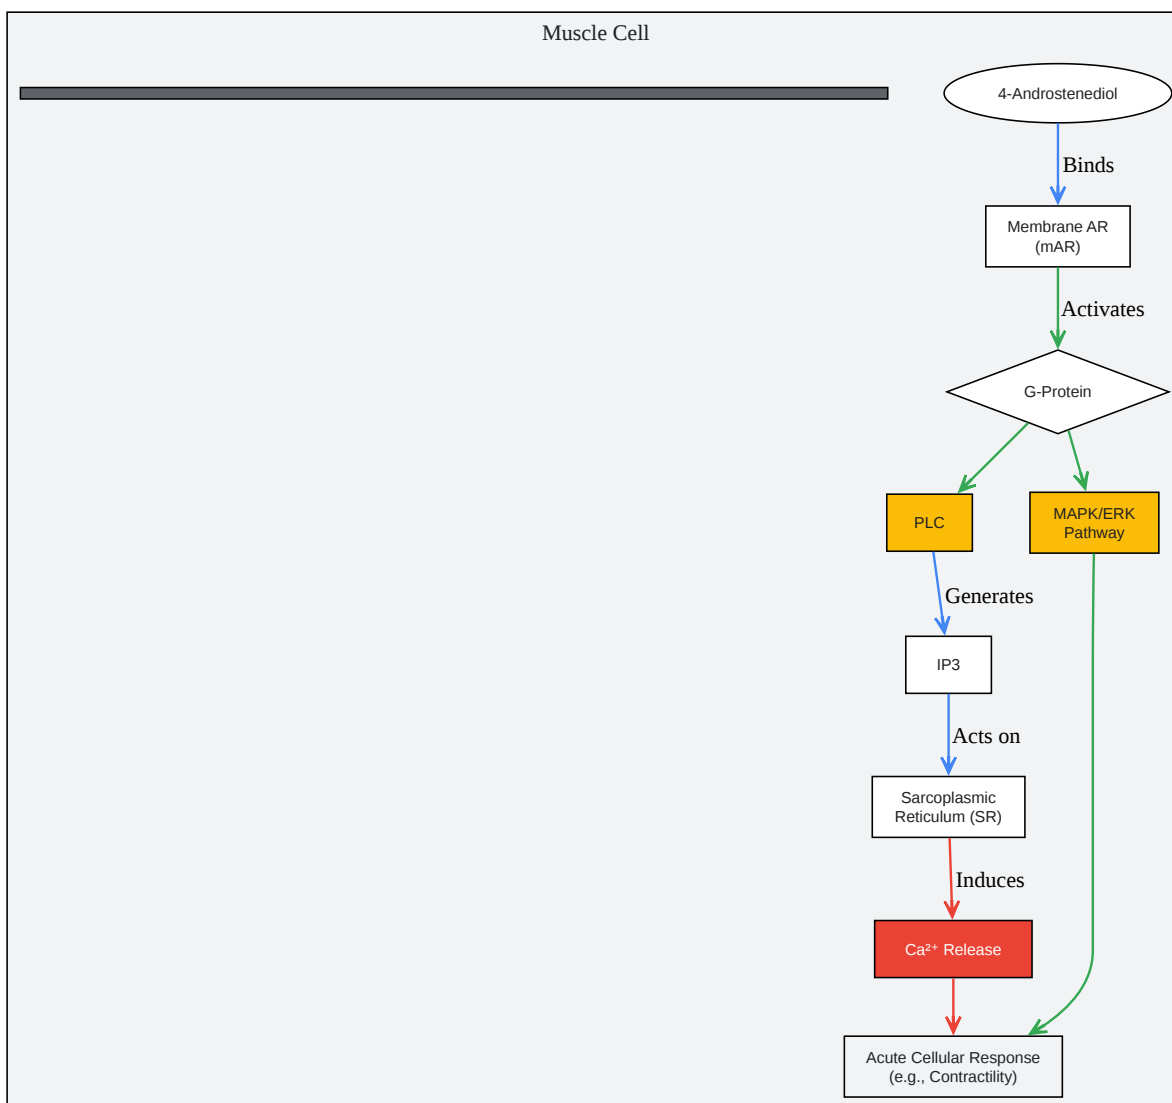 Muscle Cell
4-Androstenediol
Binds
Membrane AR
(mAR)
Activates
G-Protein
PLC
MAPK/ERK
Pathway
Generates
IP3
Acts on
Sarcoplasmic
Reticulum (SR)
Induces
Ca²⁺ Release
Acute Cellular Response
(e.g., Contractility)